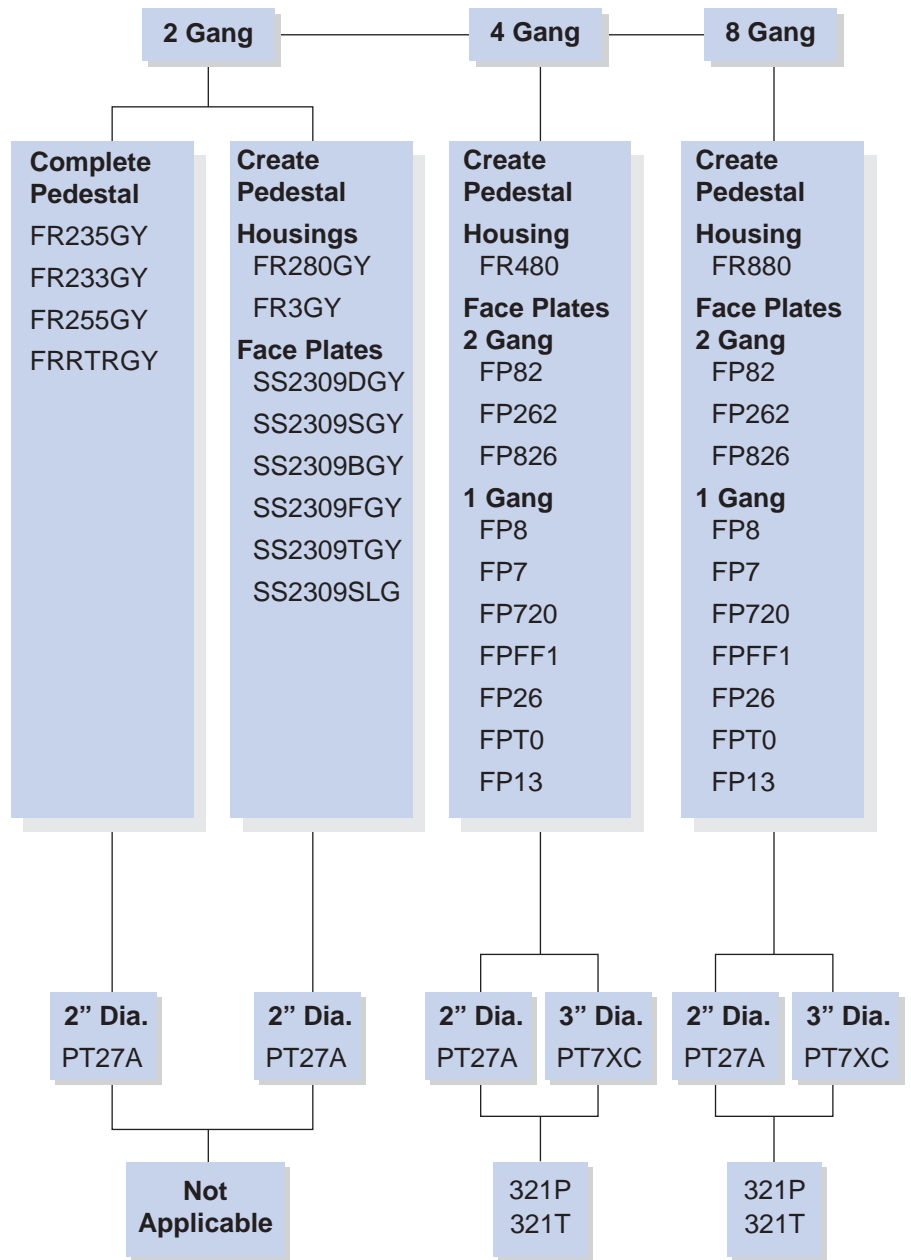 2 Gang
4 Gang
8 Gang
Complete
Pedestal
FR235GY
FR233GY
FR255GY
FRRTRGY
Create
Pedestal
Housings
FR280GY
FR3GY
Face Plates
SS2309DGY
SS2309SGY
SS2309BGY
SS2309FGY
SS2309TGY
SS2309SLG
Create
Pedestal
Housing
FR480
Face Plates
2 Gang
FP82
FP262
FP826
1 Gang
FP8
FP7
FP720
FPFF1
FP26
FPT0
FP13
Create
Pedestal
Housing
FR880
Face Plates
2 Gang
FP82
FP262
FP826
1 Gang
FP8
FP7
FP720
FPFF1
FP26
FPT0
FP13
2” Dia.
PT27A
2” Dia.
PT27A
2” Dia.
PT27A
3” Dia.
PT7XC
2” Dia.
PT27A
3” Dia.
PT7XC
Not
Applicable
321P
321T
321P
321T